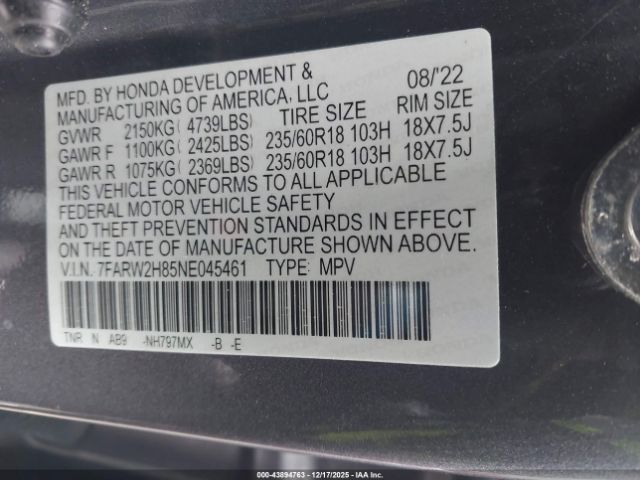 MFD. BY HONDA DEVELOPMENT & 08/'22
MANUFACTURING OF AMERICA, LLC
TIRE SIZE RIM SIZE
GVWR 2150KG( 4739LBS)
GAWR F 1100KG( 2425LBS) 235/60R18 103H 18X7.5J
GAWR R 1075KG( 2369LBS) 235/60R18 103H 18X7.5J
THIS VEHICLE CONFORMS TO ALL APPLICABLE
FEDERAL MOTOR VEHICLE SAFETY
AND THEFT PREVENTION STANDARDS IN EFFECT
ON THE DATE OF MANUFACTURE SHOWN ABOVE.
V.I.N. 7FARW2H85NE045461 TYPE: MPV
TNR N AB9 -NH797MX -B -E
000-43894763 - 12/17/2025 - IAA Inc.